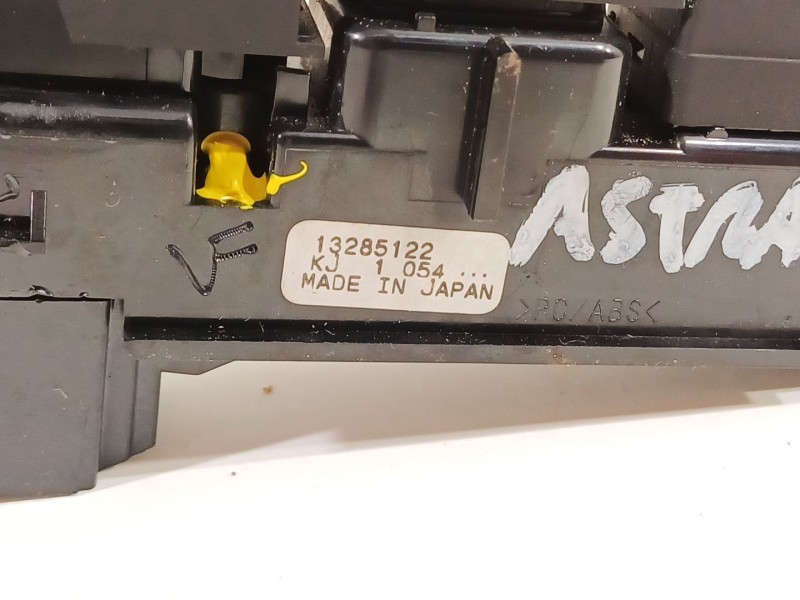 13285122
KJ 1 054 ...
MADE IN JAPAN
ASTRA
>PC/ABS<